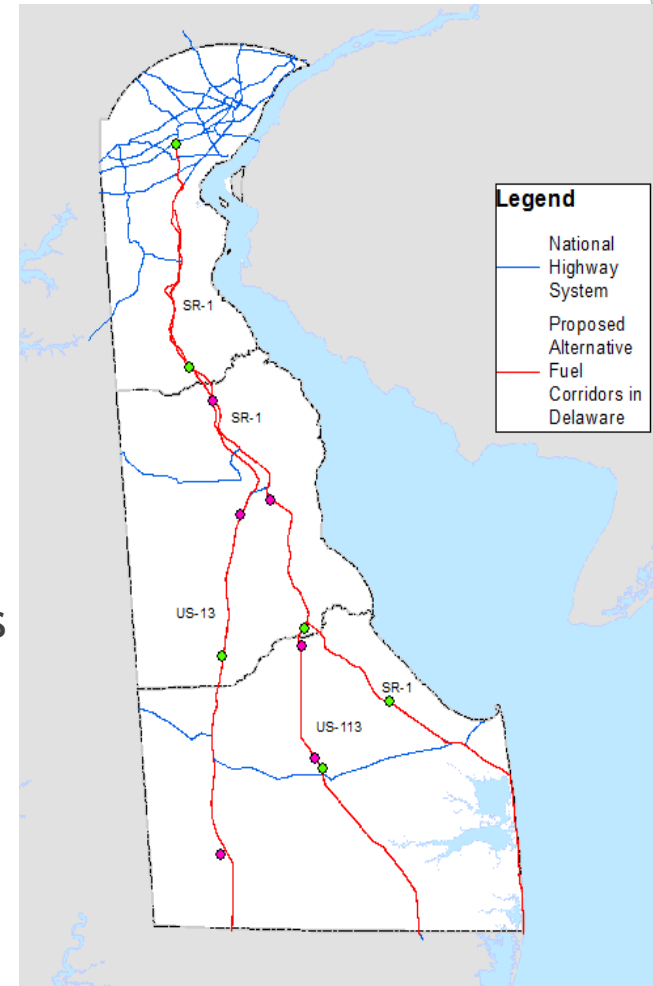 Legend
National
Highway
System
Proposed
Alternative
Fuel
Corridors in
Delaware
SR-1
SR-1
US-13
s
SR-1
US-113